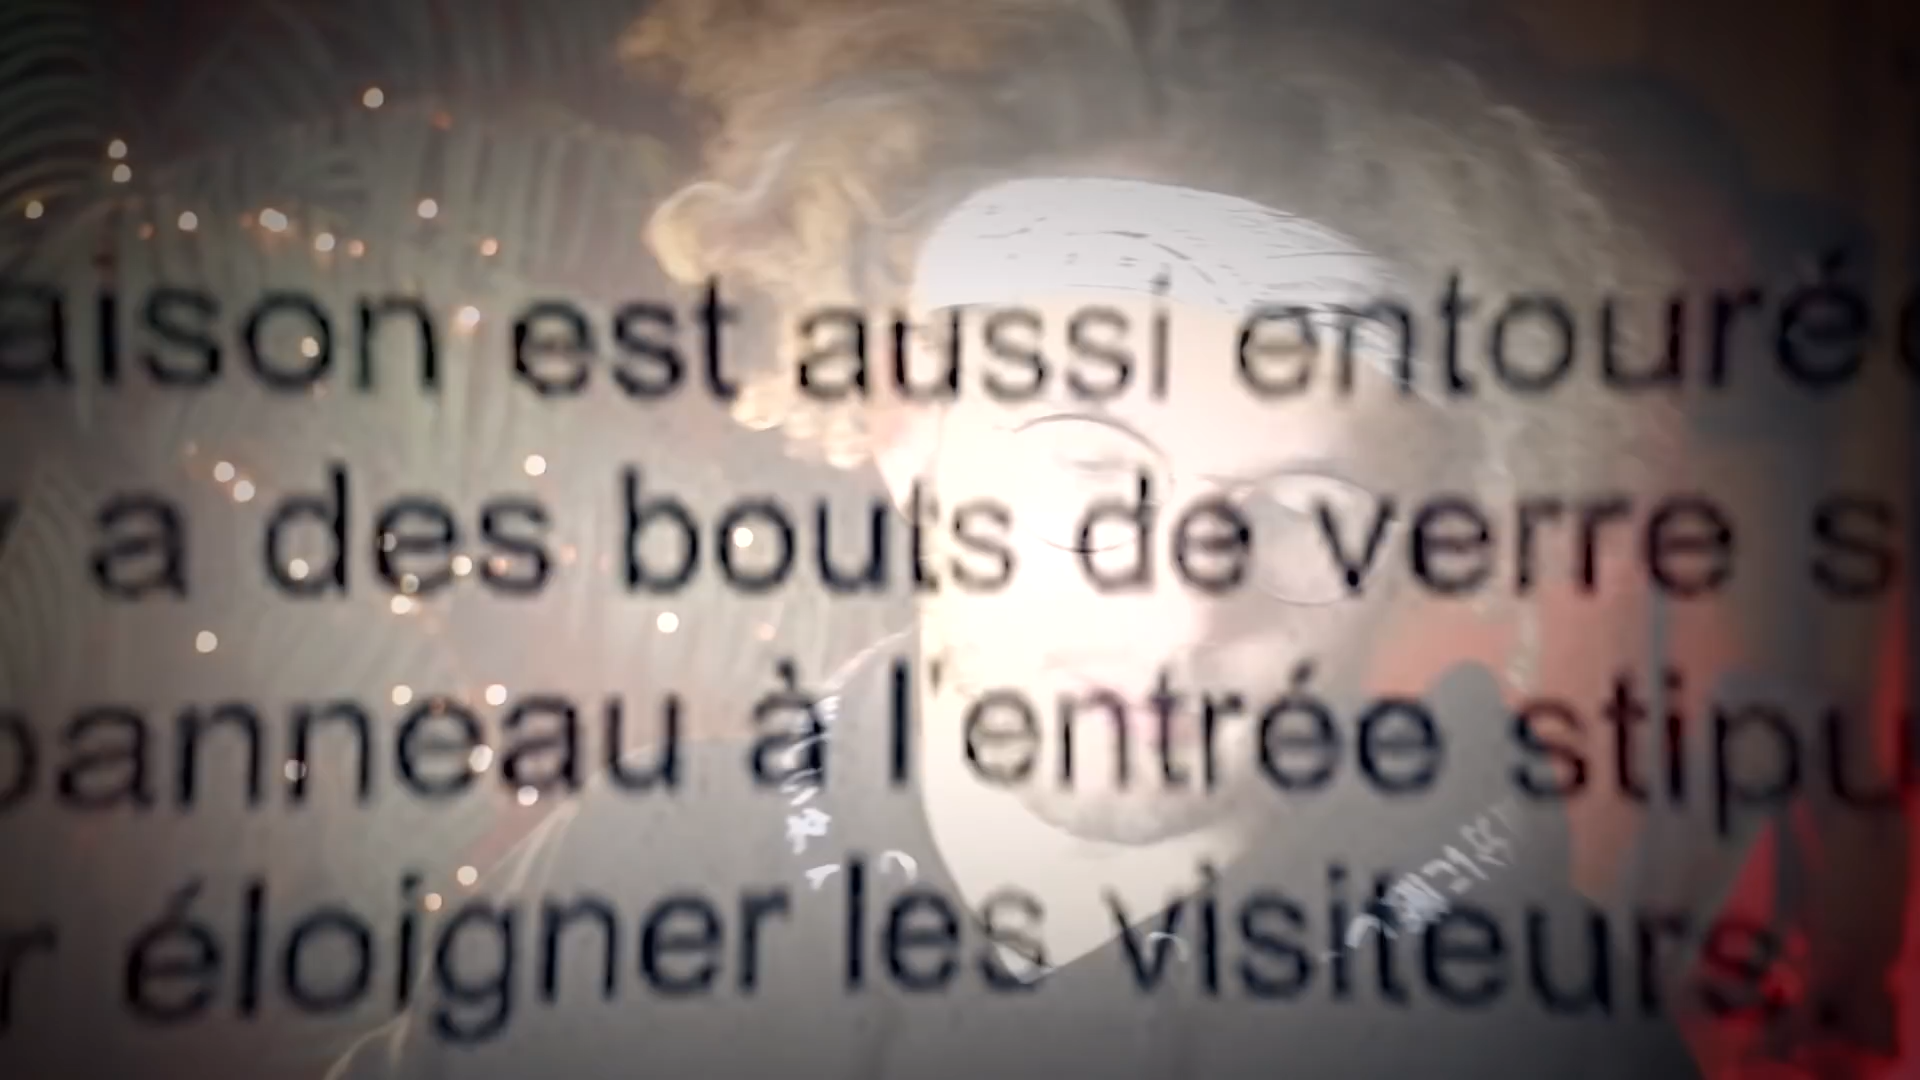 aison est aussi entouré
a des bouts de verre s
panneau à l'entrée stipu
r éloigner les visiteurs.